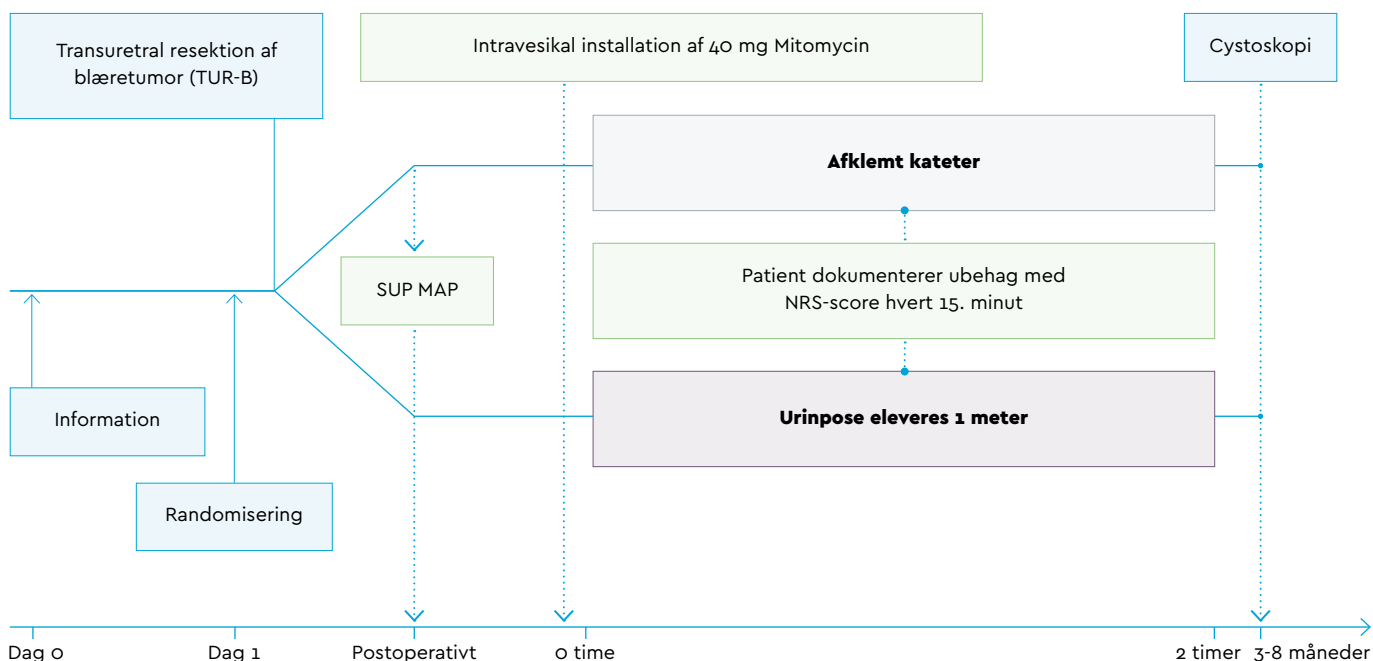 Transuretral resektion af
blæretumor (TUR-B)
Intravesikal installation af 40 mg Mitomycin
Cystoskopi
Afklemt kateter
SUP MAP
Patient dokumenterer ubehag med
NRS-score hvert 15. minut
Information
Urinpose eleveres 1 meter
Randomisering
Dag 0
Dag 1
Postoperativt
0 time
2 timer
3-8 måneder